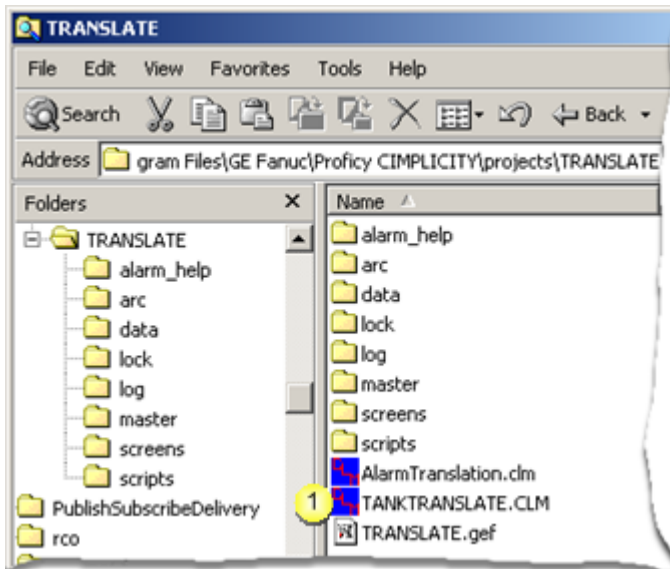 TRANSLATE
File Edit View Favorites Tools Help
Search Back
Address gram Files\GE Fanuc\Proficy CIMPLICITY\projects\TRANSLATE
Folders
TRANSLATE
alarm_help
arc
data
lock
log
master
screens
scripts
PublishSubscribeDelivery
rco
Name
alarm_help
arc
data
lock
log
master
screens
scripts
AlarmTranslation.clm
1 TANKTRANSLATE.CLM
TRANSLATE.gef